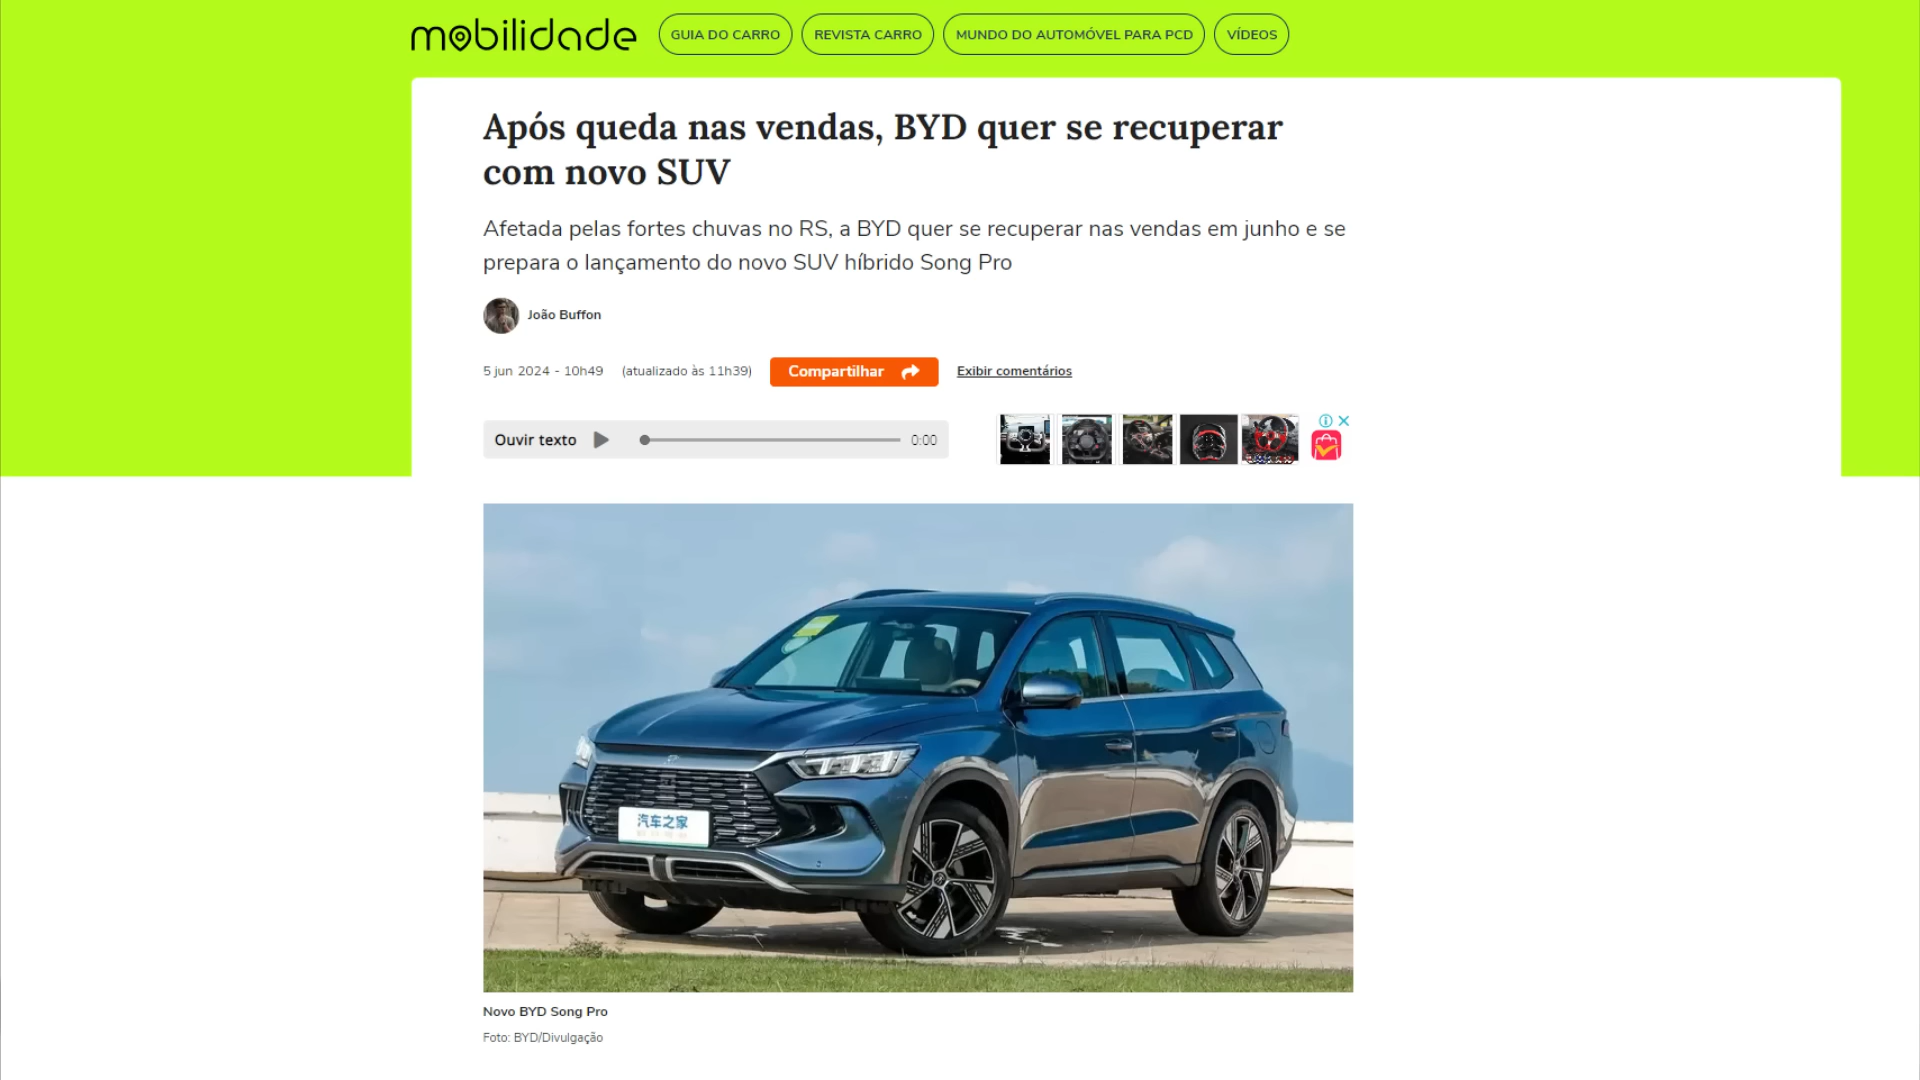 mobilidade
GUIA DO CARRO
REVISTA CARRO
MUNDO DO AUTOMÓVEL PARA PCD
VÍDEOS
Após queda nas vendas, BYD quer se recuperar
com novo SUV
Afetada pelas fortes chuvas no RS, a BYD quer se recuperar nas vendas em junho e se
prepara o lançamento do novo SUV híbrido Song Pro
João Buffon
5 jun 2024 - 10h49 (atualizado às 11h39) Compartilhar Exibir comentários
Ouvir texto 0:00
汽车之家
Novo BYD Song Pro
Foto: BYD/Divulgação